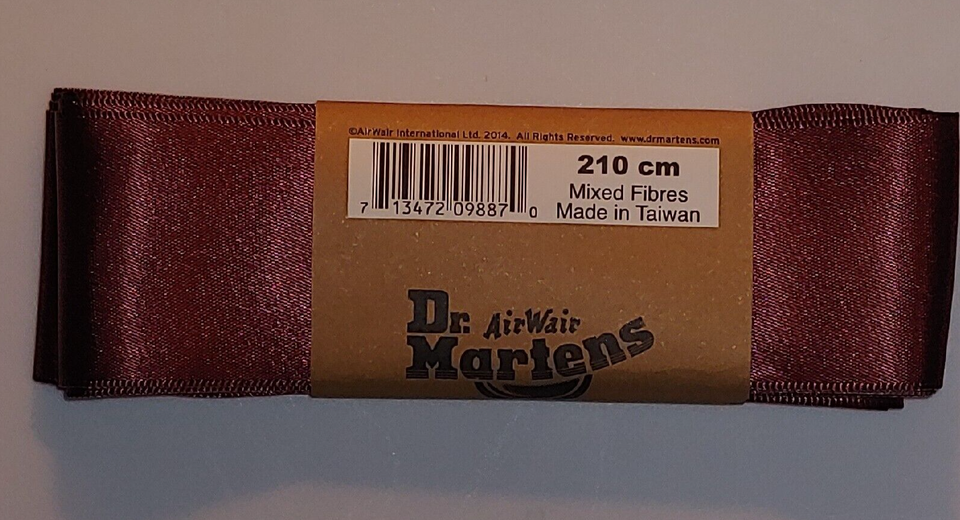 ©AirWair International Ltd. 2014. All Rights Reserved. www.drmartens.com
210 cm
Mixed Fibres
Made in Taiwan
7 13472 09887 0
Dr. AirWair
Martens